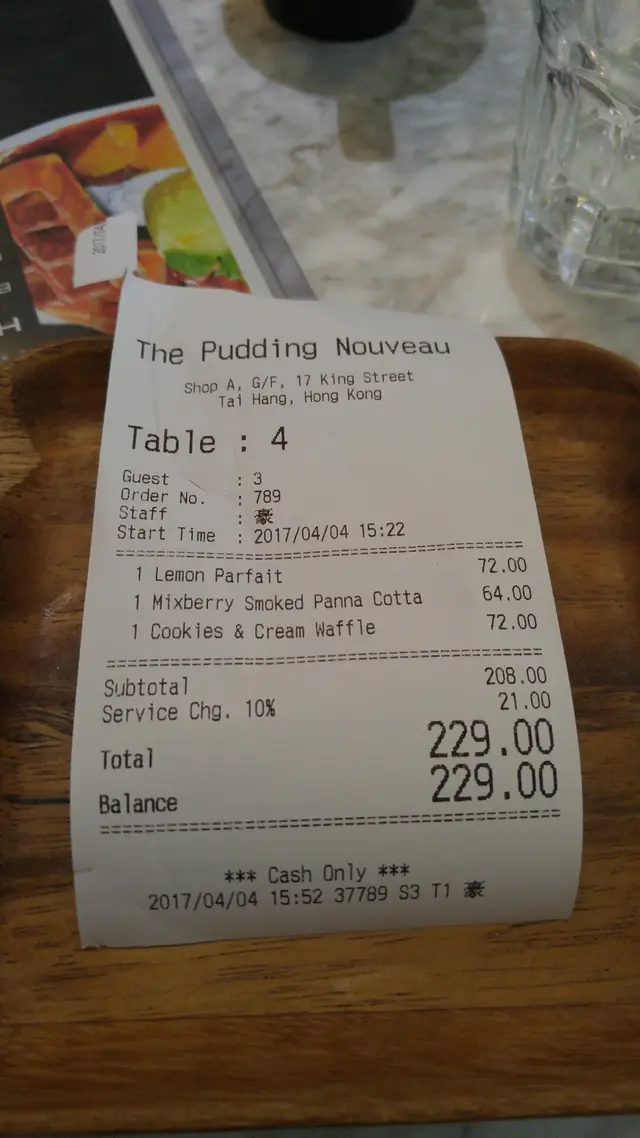 The Pudding Nouveau
Shop A, G/F, 17 King Street
Tai Hang, Hong Kong
Table : 4
Guest : 3
Order No. : 789
Staff : 豪
Start Time : 2017/04/04 15:22
1 Lemon Parfait 72.00
1 Mixberry Smoked Panna Cotta 64.00
1 Cookies & Cream Waffle 72.00
Subtotal 208.00
Service Chg. 10% 21.00
Total 229.00
Balance 229.00
*** Cash Only ***
2017/04/04 15:52 37789 S3 T1 豪